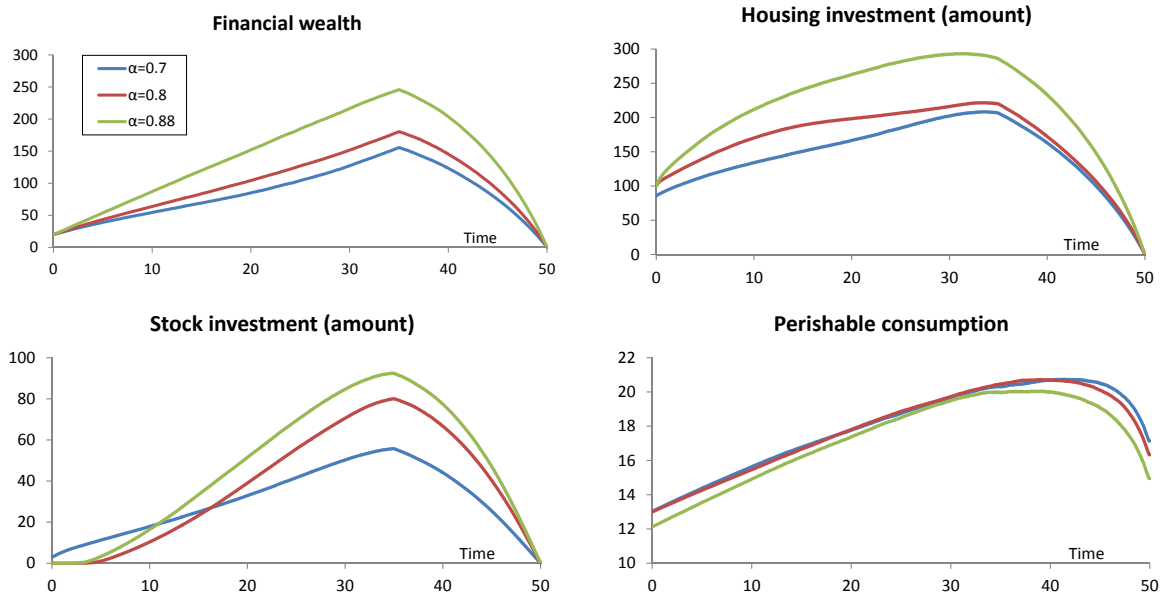 Financial wealth
300
250
200
150
100
50
0
α=0.7
α=0.8
α=0.88
Time
0 10 20 30 40 50
Housing investment (amount)
300
250
200
150
100
50
0
Time
0 10 20 30 40 50
Stock investment (amount)
100
80
60
40
20
0
Time
0 10 20 30 40 50
Perishable consumption
22
20
18
16
14
12
10
Time
0 10 20 30 40 50